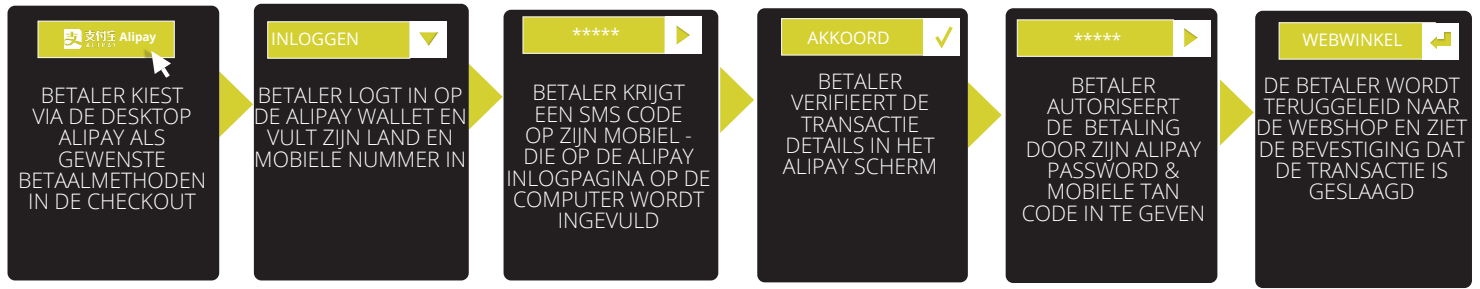 支付宝 Alipay
ALIPAY
BETALER KIEST
VIA DE DESKTOP
ALIPAY ALS
GEWENSTE
BETAALMETHODEN
IN DE CHECKOUT
INLOGGEN
BETALER LOGT IN OP
DE ALIPAY WALLET EN
VULT ZIJN LAND EN
MOBIELE NUMMER IN
*****
BETALER KRIJGT
EEN SMS CODE
OP ZIJN MOBIEL -
DIE OP DE ALIPAY
INLOGPAGINA OP DE
COMPUTER WORDT
INGEVULD
AKKOORD
BETALER
VERIFIEERT DE
TRANSACTIE
DETAILS IN HET
ALIPAY SCHERM
*****
BETALER
AUTORISEERT
DE BETALING
DOOR ZIJN ALIPAY
PASSWORD &
MOBIELE TAN
CODE IN TE GEVEN
WEBWINKEL
DE BETALER WORDT
TERUGGELEID NAAR
DE WEBSHOP EN ZIET
DE BEVESTIGING DAT
DE TRANSACTIE IS
GESLAAGD